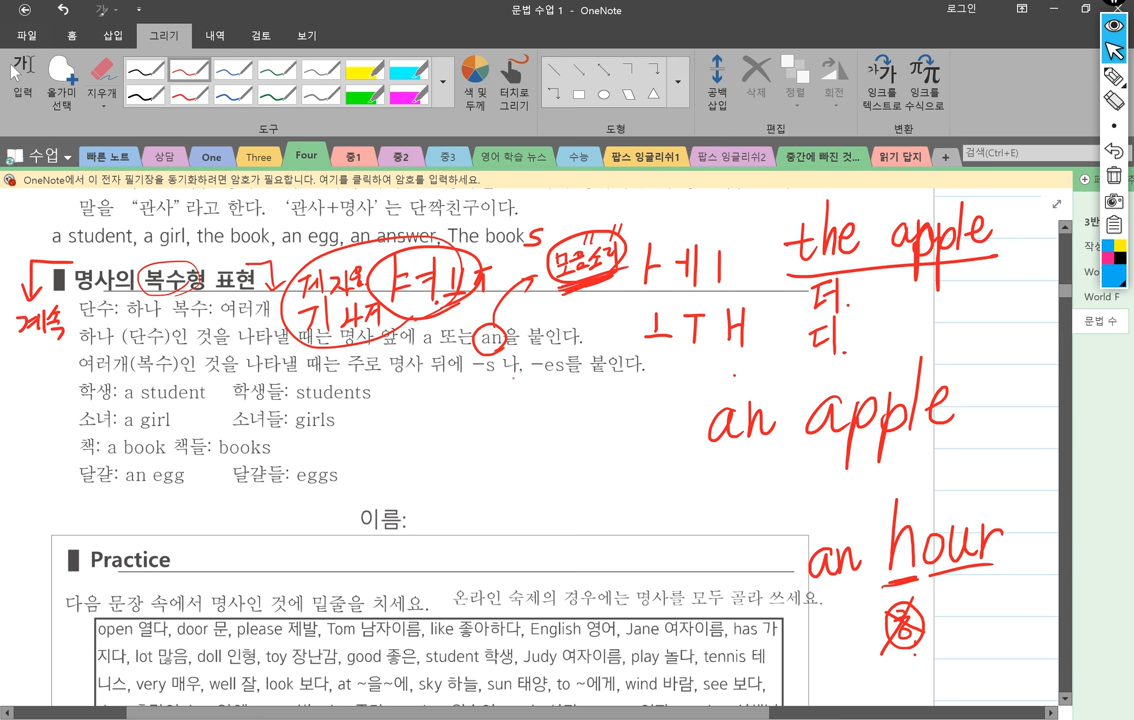 문법 수업 1 - OneNote
로그인
파일 홈 삽입 그리기 내역 검토 보기
입력 올가미 선택 지우개 색 및 두께 터치로 그리기 공백 삽입 삭제 정렬 회전 잉크를 텍스트로 잉크를 수식으로
도구 도형 편집 변환
수업 빠른 노트 상담 One Three Four 중1 중2 중3 영어 학습 뉴스 수능 팝스 잉글쉬1 팝스 잉글쉬2 중간에 빠진 것... 읽기 답지 + 검색(Ctrl+E)
OneNote에서 이 전자 필기장을 동기화하려면 암호가 필요합니다. 여기를 클릭하여 암호를 입력하세요.
말을 “관사” 라고 한다. ‘관사+명사’ 는 단짝친구이다.
a student, a girl, the book, an egg, an answer, The book s
the apple
모음소리
ㅏ ㅔ ㅣ
ㅗ ㅜ ㅐ
더.
디.
명사의 복수형 표현
계속
단수: 하나 복수: 여러개
하나 (단수)인 것을 나타낼 때는 명사 앞에 a 또는 an을 붙인다.
여러개(복수)인 것을 나타낼 때는 주로 명사 뒤에 –s 나, –es를 붙인다.
학생: a student 학생들: students
소녀: a girl 소녀들: girls
책: a book 책들: books
달걀: an egg 달걀들: eggs
an apple
an hour
이름:
Practice
다음 문장 속에서 명사인 것에 밑줄을 치세요. 온라인 숙제의 경우에는 명사를 모두 골라 쓰세요.
open 열다, door 문, please 제발, Tom 남자이름, like 좋아하다, English 영어, Jane 여자이름, has 가
지다, lot 많음, doll 인형, toy 장난감, good 좋은, student 학생, Judy 여자이름, play 놀다, tennis 테
니스, very 매우, well 잘, look 보다, at ~을~에, sky 하늘, sun 태양, to ~에게, wind 바람, see 보다,
3반
작성
Wo
World F
문법 수